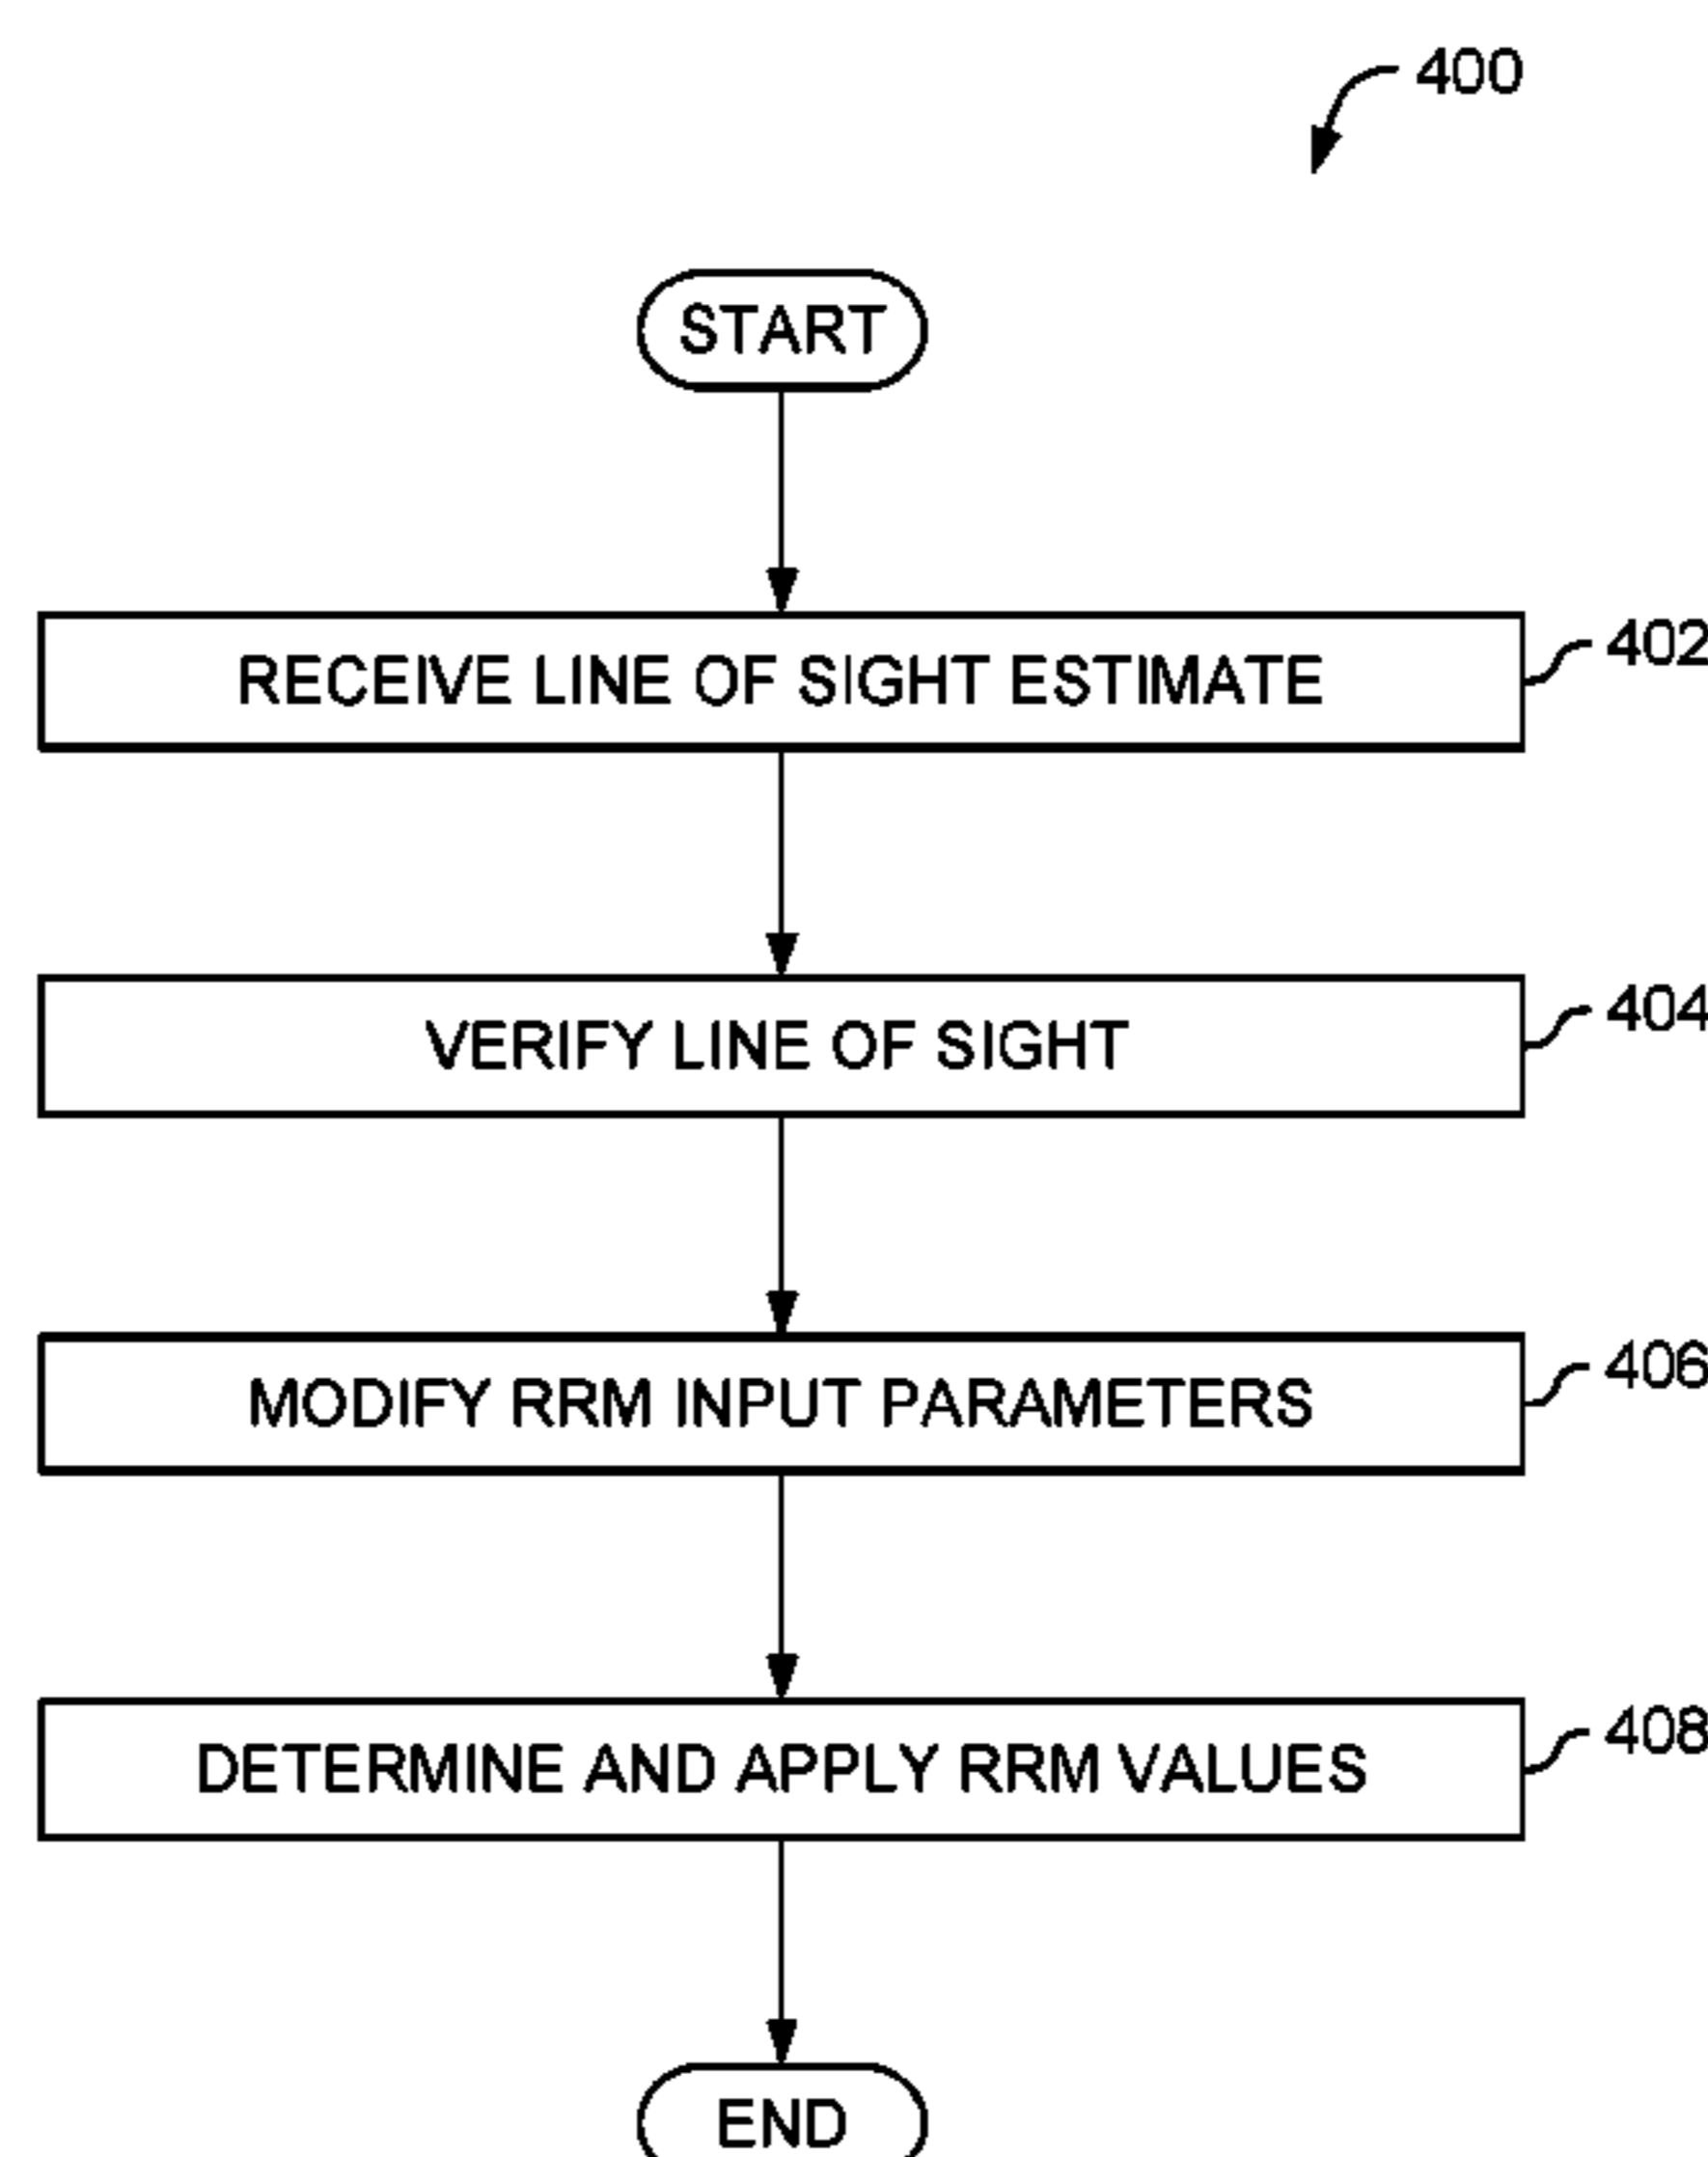 400
START
RECEIVE LINE OF SIGHT ESTIMATE
402
VERIFY LINE OF SIGHT
404
MODIFY RRM INPUT PARAMETERS
406
DETERMINE AND APPLY RRM VALUES
408
END